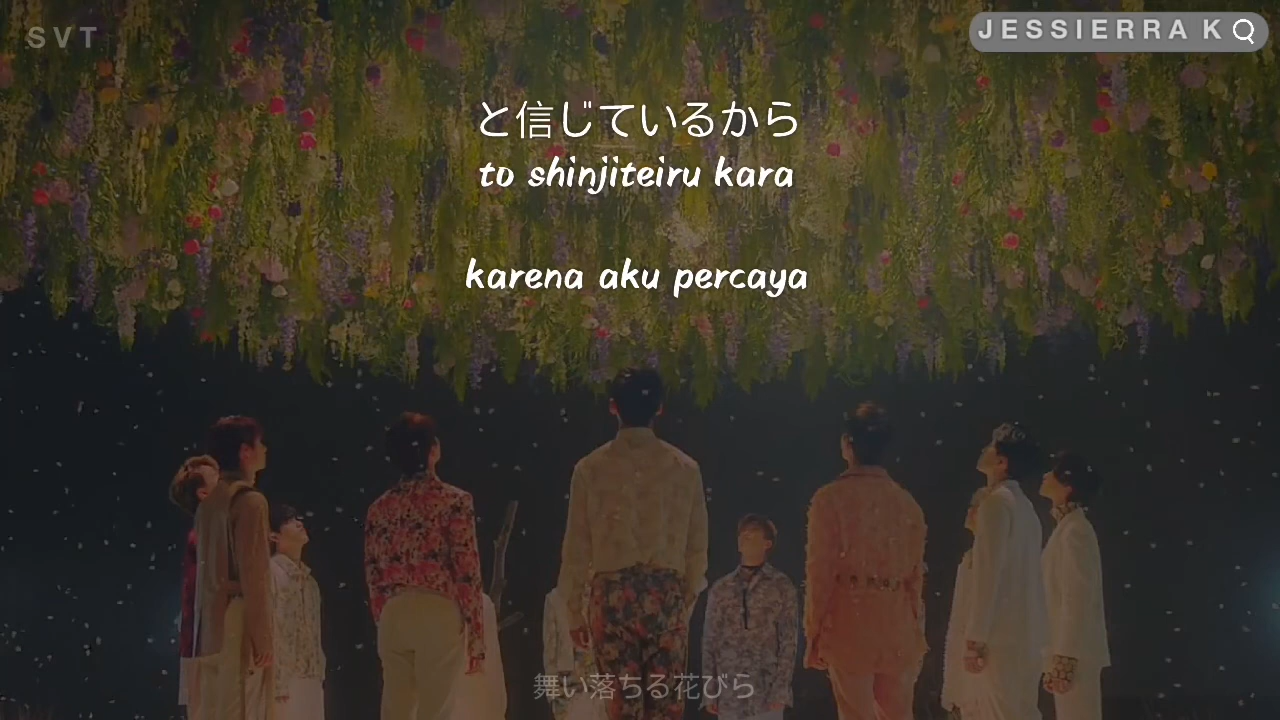 SVT
JESSIERRA K
と信じているから
to shinjiteiru kara
karena aku percaya
舞い落ちる花びら